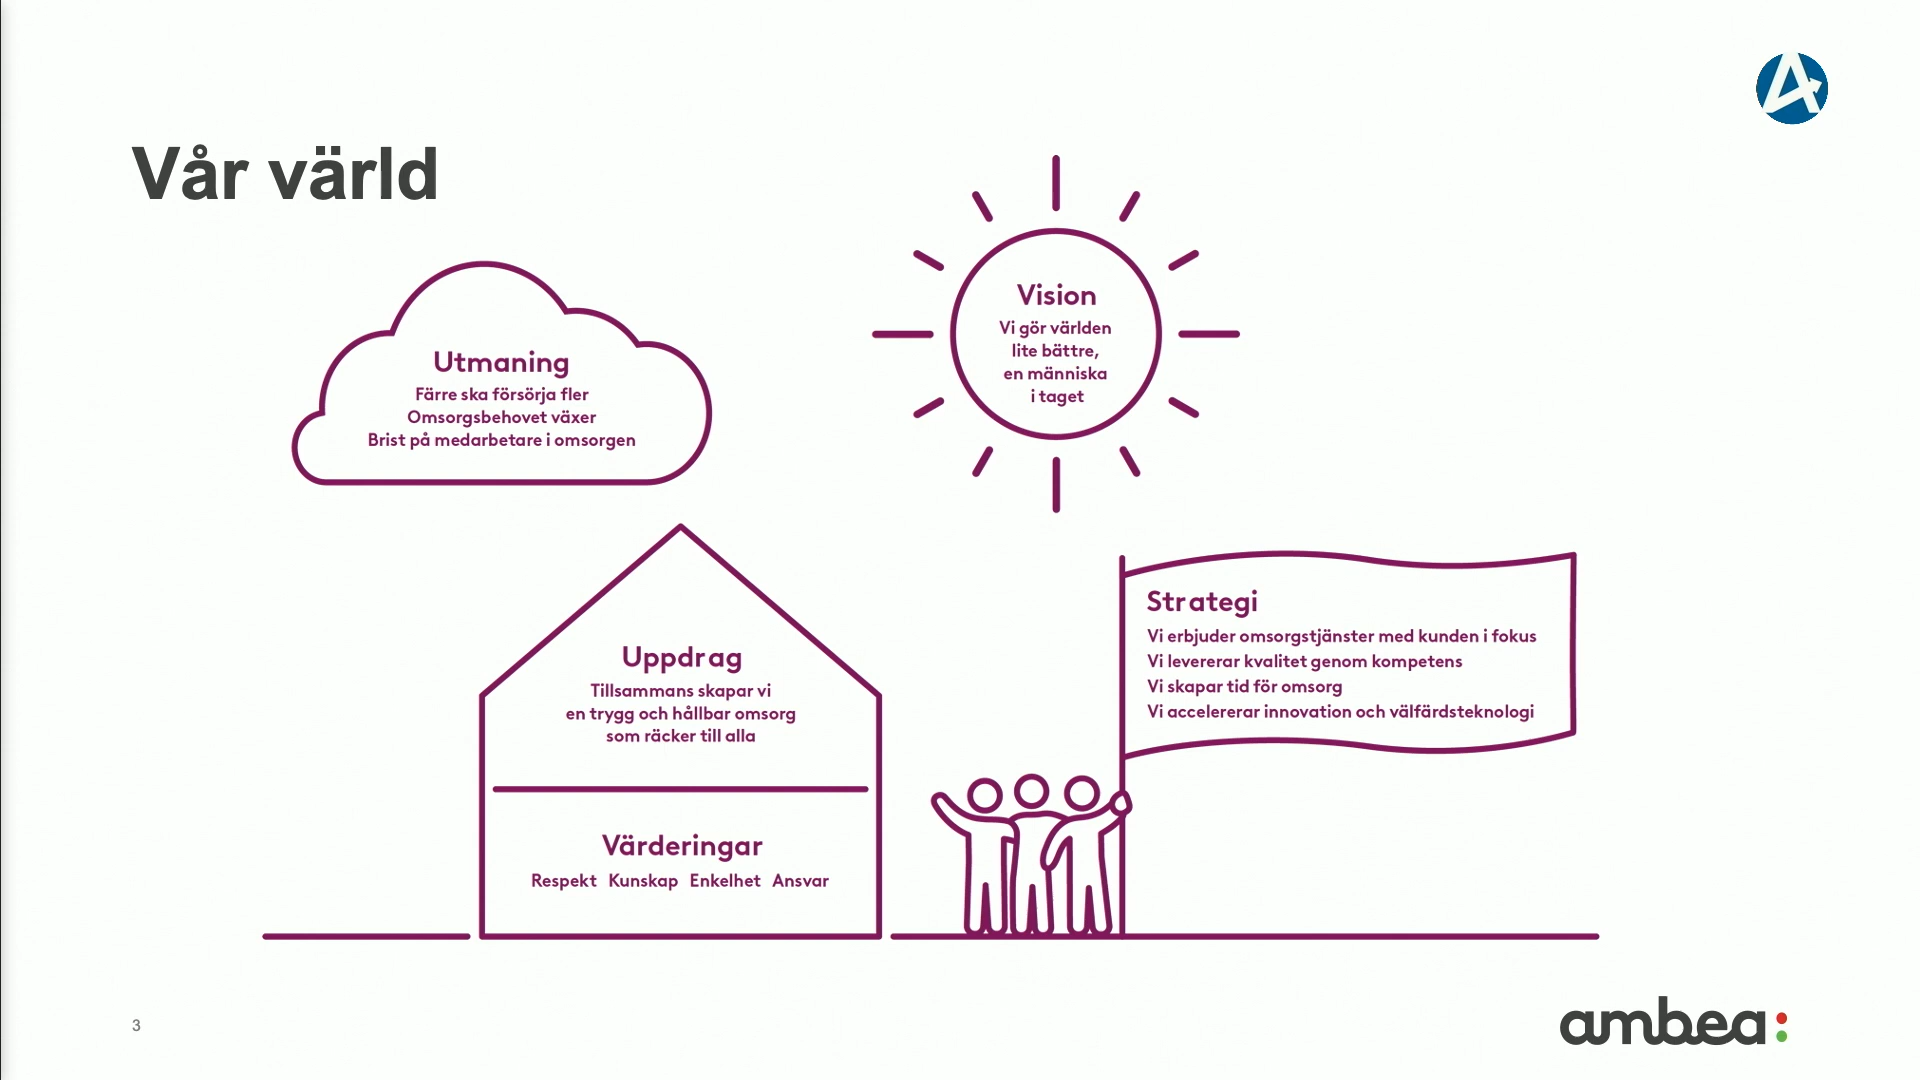 Vår värld
Utmaning
Färre ska försörja fler
Omsorgsbehovet växer
Brist på medarbetare i omsorgen
Vision
Vi gör världen
lite bättre,
en människa
i taget
Uppdrag
Tillsammans skapar vi
en trygg och hållbar omsorg
som räcker till alla
Värderingar
Respekt Kunskap Enkelhet Ansvar
Strategi
Vi erbjuder omsorgstjänster med kunden i fokus
Vi levererar kvalitet genom kompetens
Vi skapar tid för omsorg
Vi accelererar innovation och välfärdsteknologi
3
ambea: